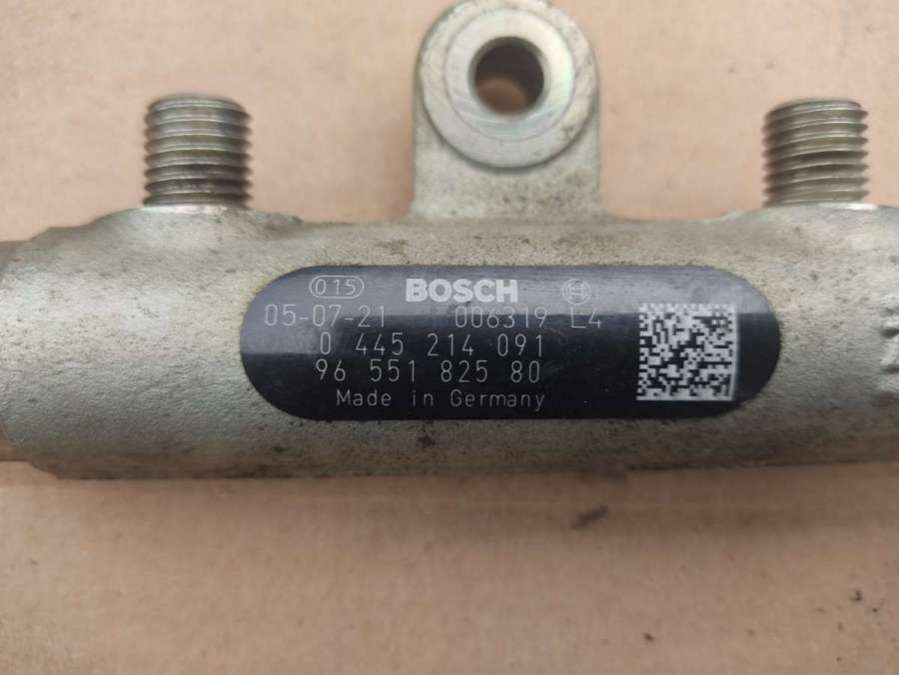 015 BOSCH
05-07-21 006319 L4
0 445 214 091
96 551 825 80
Made in Germany